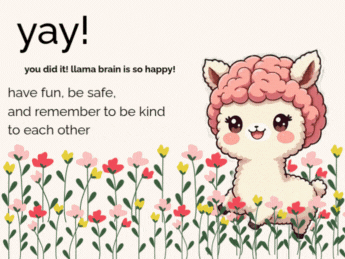 yay!
you did it! llama brain is so happy!
have fun, be safe,
and remember to be kind
to each other